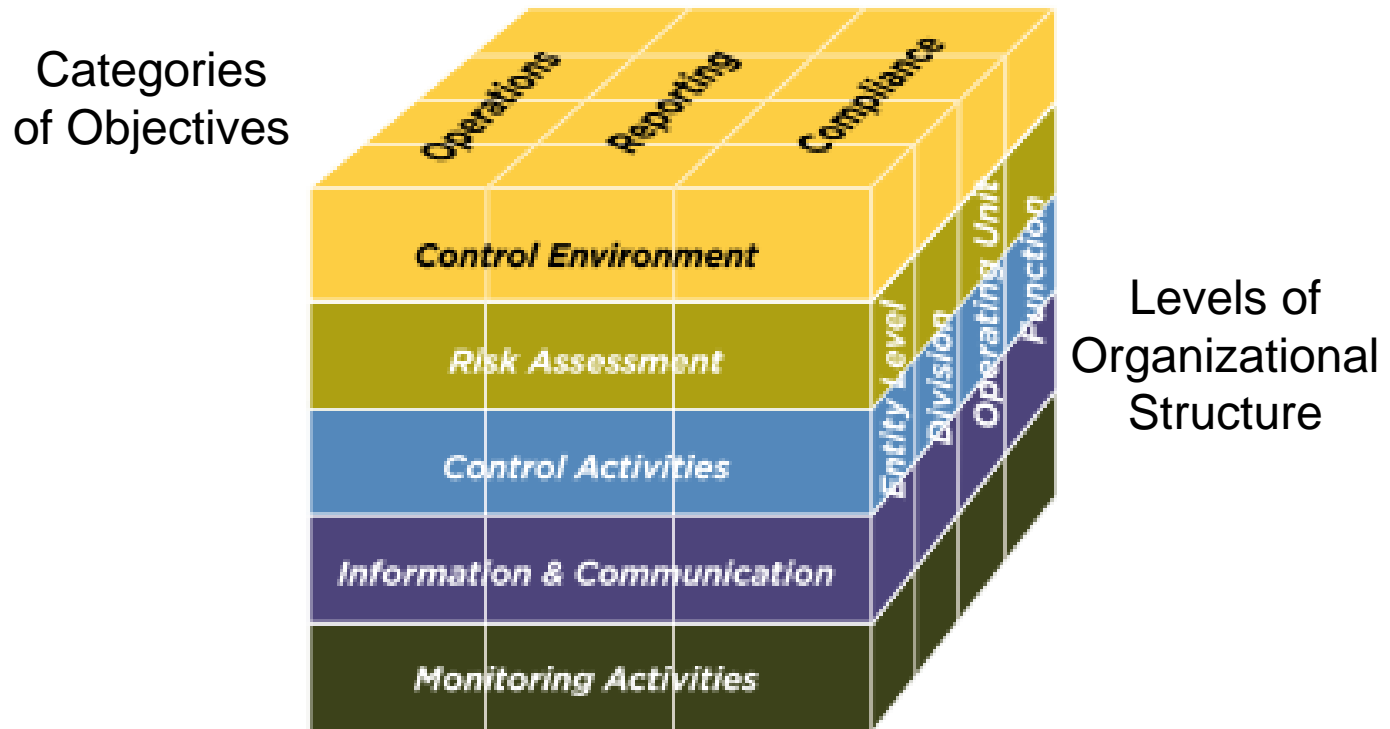 Categories
of Objectives
Operations
Reporting
Compliance
Control Environment
Risk Assessment
Control Activities
Information & Communication
Monitoring Activities
Entity Level
Division
Operating Unit
Function
Levels of
Organizational
Structure